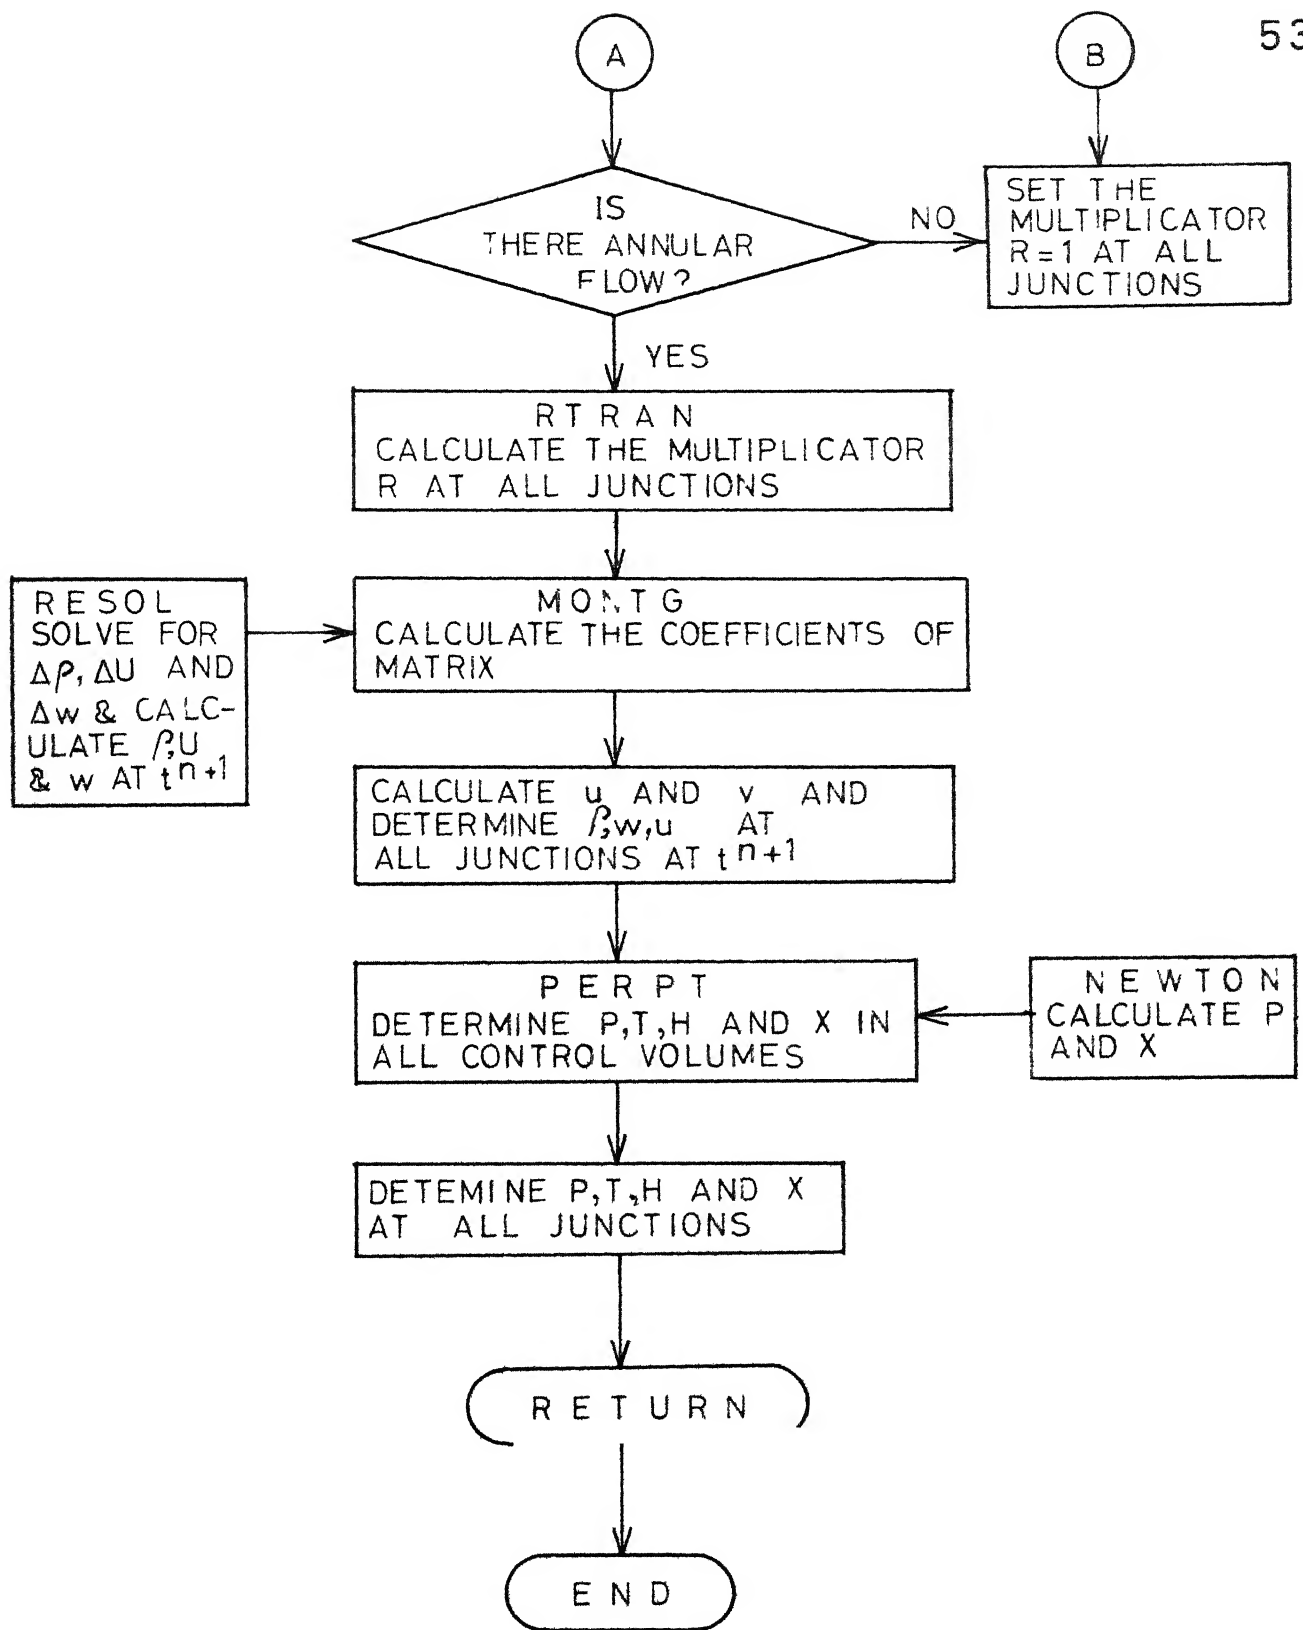 53
A
B
IS
THERE ANNULAR
FLOW?
NO
SET THE
MULTIPLICATOR
R=1 AT ALL
JUNCTIONS
YES
RTRAN
CALCULATE THE MULTIPLICATOR
R AT ALL JUNCTIONS
RESOL
SOLVE FOR
Δρ, ΔU AND
Δw & CALC-
ULATE ρ,U
& w AT tⁿ⁺¹
MONTG
CALCULATE THE COEFFICIENTS OF
MATRIX
CALCULATE u AND v AND
DETERMINE ρ,w,u AT
ALL JUNCTIONS AT tⁿ⁺¹
PERPT
DETERMINE P,T,H AND X IN
ALL CONTROL VOLUMES
NEWTON
CALCULATE P
AND X
DETEMINE P,T,H AND X
AT ALL JUNCTIONS
RETURN
END